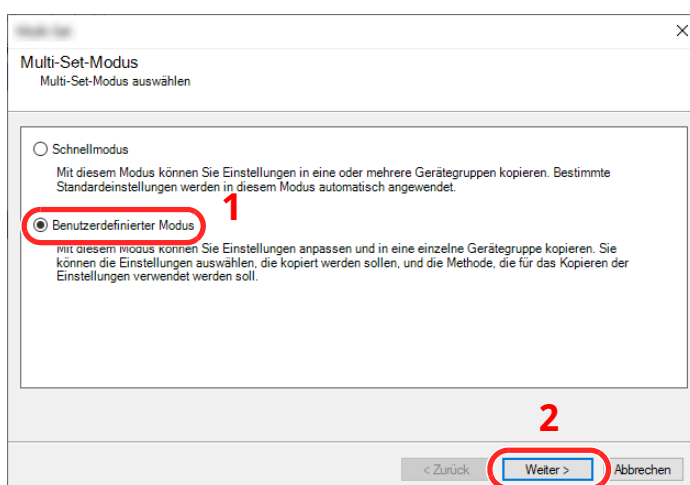 Multi-Set-Modus
Multi-Set-Modus auswählen
Schnellmodus
Mit diesem Modus können Sie Einstellungen in eine oder mehrere Gerätegruppen kopieren. Bestimmte
Standardeinstellungen werden in diesem Modus automatisch angewendet.
1
Benutzerdefinierter Modus
Mit diesem Modus können Sie Einstellungen anpassen und in eine einzelne Gerätegruppe kopieren. Sie
können die Einstellungen auswählen, die kopiert werden sollen, und die Methode, die für das Kopieren der
Einstellungen verwendet werden soll.
2
< Zurück Weiter > Abbrechen